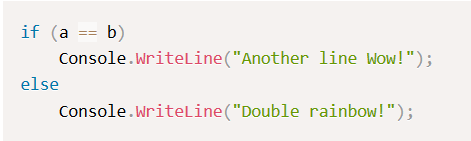 if (a == b)
    Console.WriteLine("Another line Wow!");
else
    Console.WriteLine("Double rainbow!");